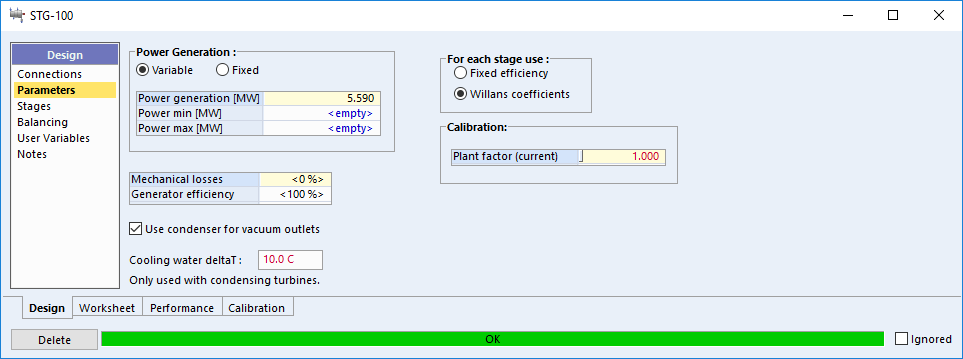 STG-100
Design
Connections
Parameters
Stages
Balancing
User Variables
Notes
Power Generation :
Variable
Fixed
Power generation [MW] 5.590
Power min [MW] <empty>
Power max [MW] <empty>
Mechanical losses <0 %>
Generator efficiency <100 %>
Use condenser for vacuum outlets
Cooling water deltaT : 10.0 C
Only used with condensing turbines.
For each stage use :
Fixed efficiency
Willans coefficients
Calibration:
Plant factor (current) 1.000
Design Worksheet Performance Calibration
Delete OK Ignored